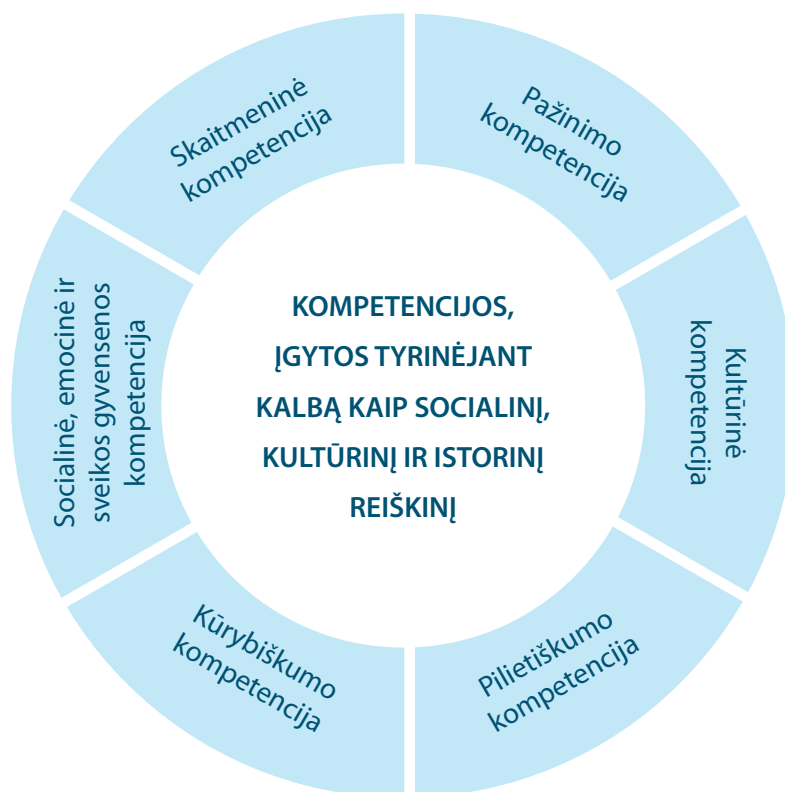 KOMPETENCIJOS,
ĮGYTOS TYRINĖJANT
KALBĄ KAIP SOCIALINĮ,
KULTŪRINĮ IR ISTORINĮ
REIŠKINĮ
Pažinimo
kompetencija
Kultūrinė
kompetencija
Pilietiškumo
kompetencija
Kūrybiškumo
kompetencija
Socialinė, emocinė ir
sveikos gyvensenos
kompetencija
Skaitmeninė
kompetencija